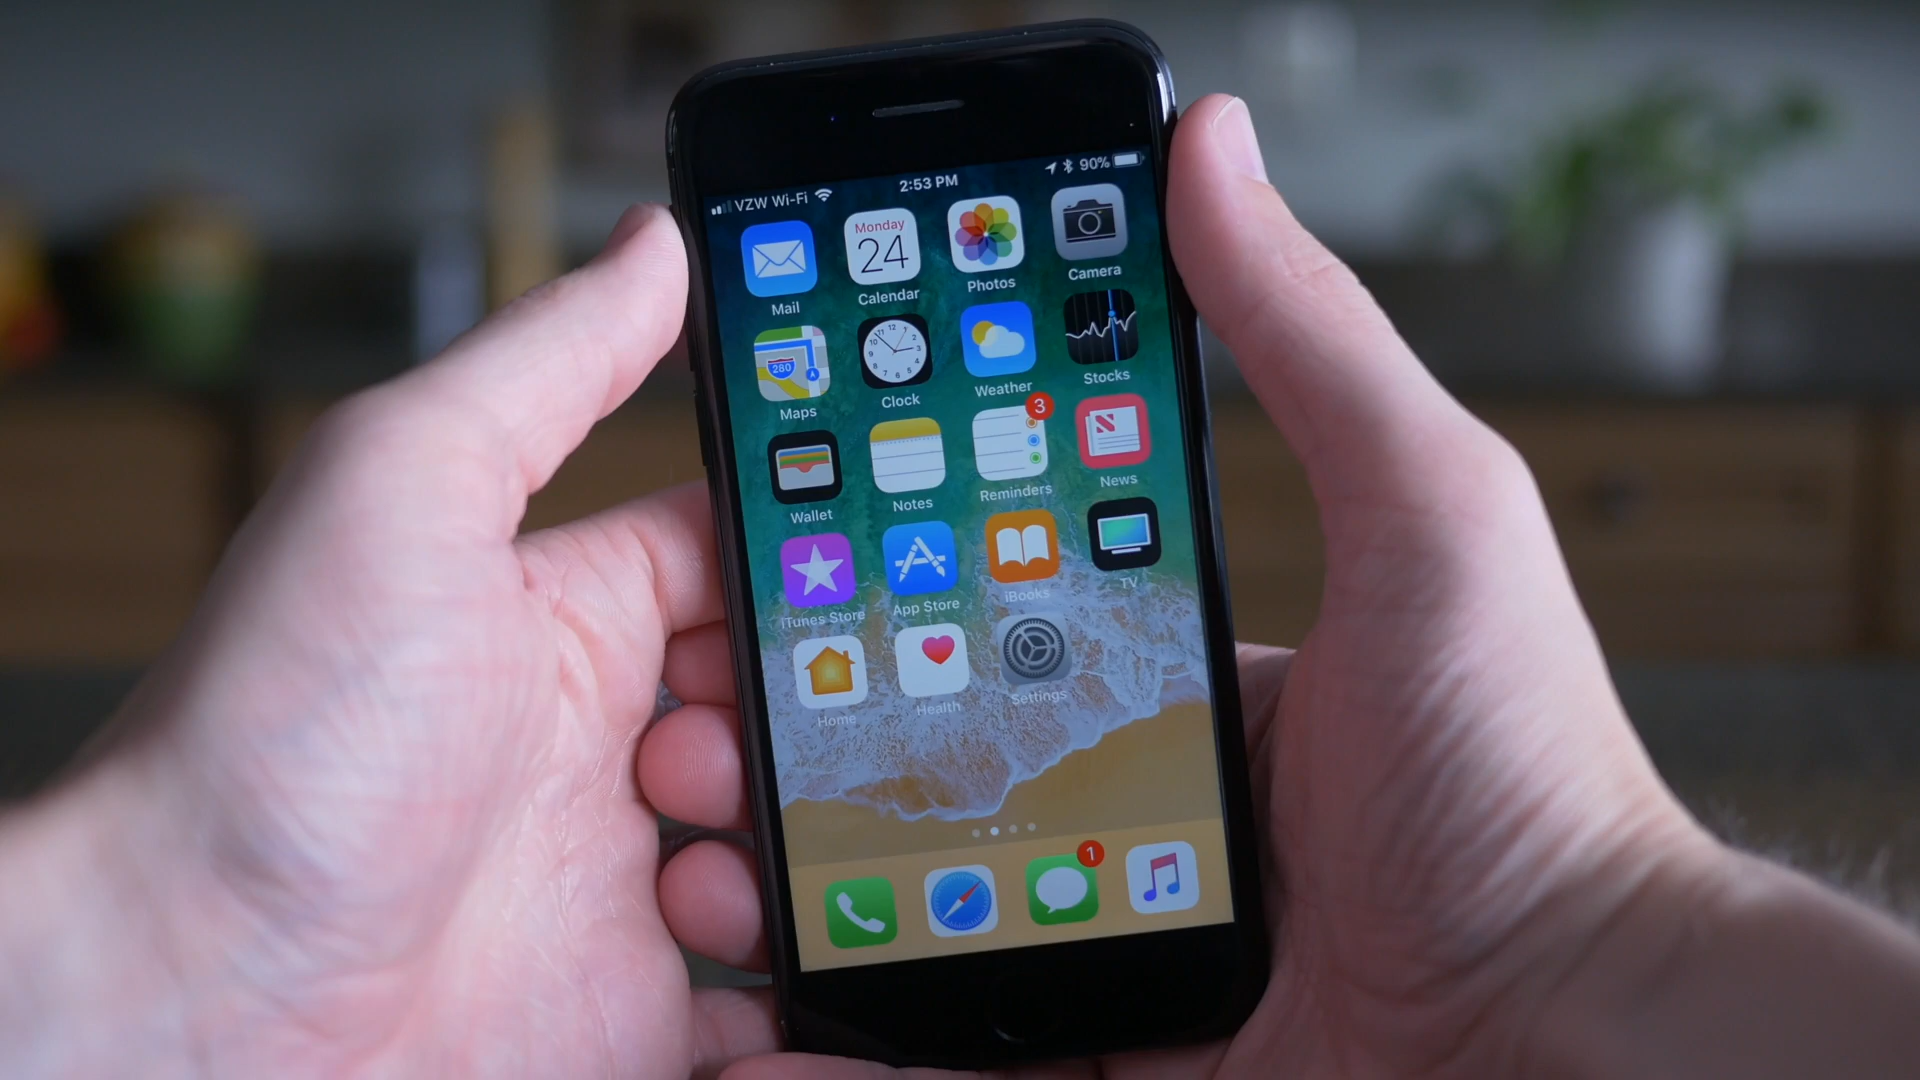 VZW Wi-Fi 2:53 PM 90%
Monday
24
Mail Calendar Photos Camera
280
Maps Clock Weather Stocks
3
Wallet Notes Reminders News
iTunes Store App Store iBooks TV
Home Health Settings
1